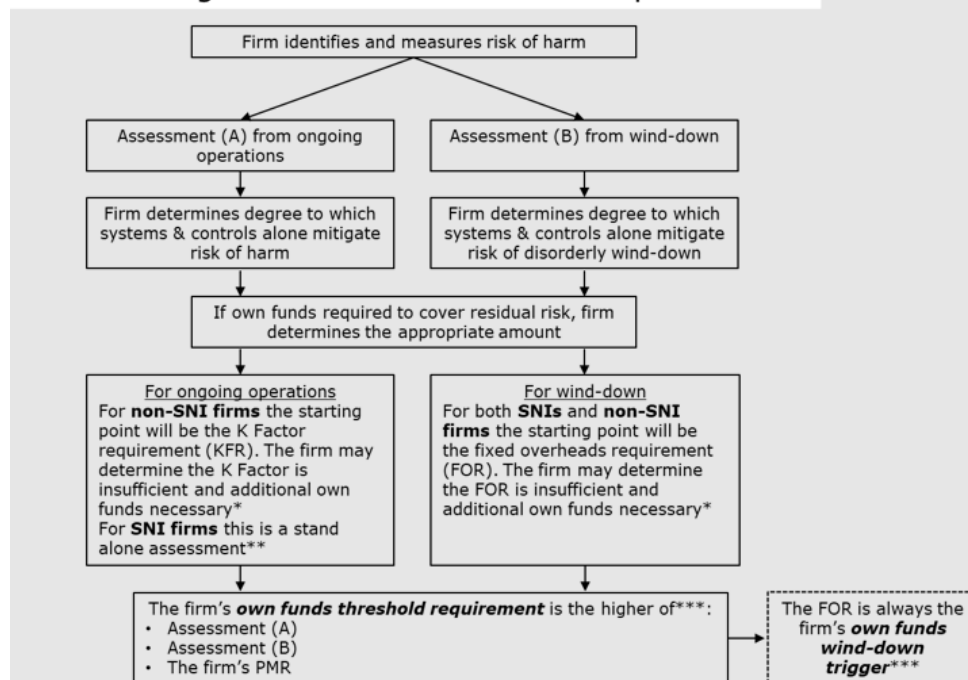 Firm identifies and measures risk of harm
Assessment (A) from ongoing
operations
Assessment (B) from wind-down
Firm determines degree to which
systems & controls alone mitigate
risk of harm
Firm determines degree to which
systems & controls alone mitigate
risk of disorderly wind-down
If own funds required to cover residual risk, firm
determines the appropriate amount
For ongoing operations
For non-SNI firms the starting
point will be the K Factor
requirement (KFR). The firm may
determine the K Factor is
insufficient and additional own
funds necessary*
For SNI firms this is a stand
alone assessment**
For wind-down
For both SNIs and non-SNI
firms the starting point will be
the fixed overheads requirement
(FOR). The firm may determine
the FOR is insufficient and
additional own funds necessary*
The firm's own funds threshold requirement is the higher of***:
• Assessment (A)
• Assessment (B)
• The firm's PMR
The FOR is always the
firm's own funds
wind-down
trigger***